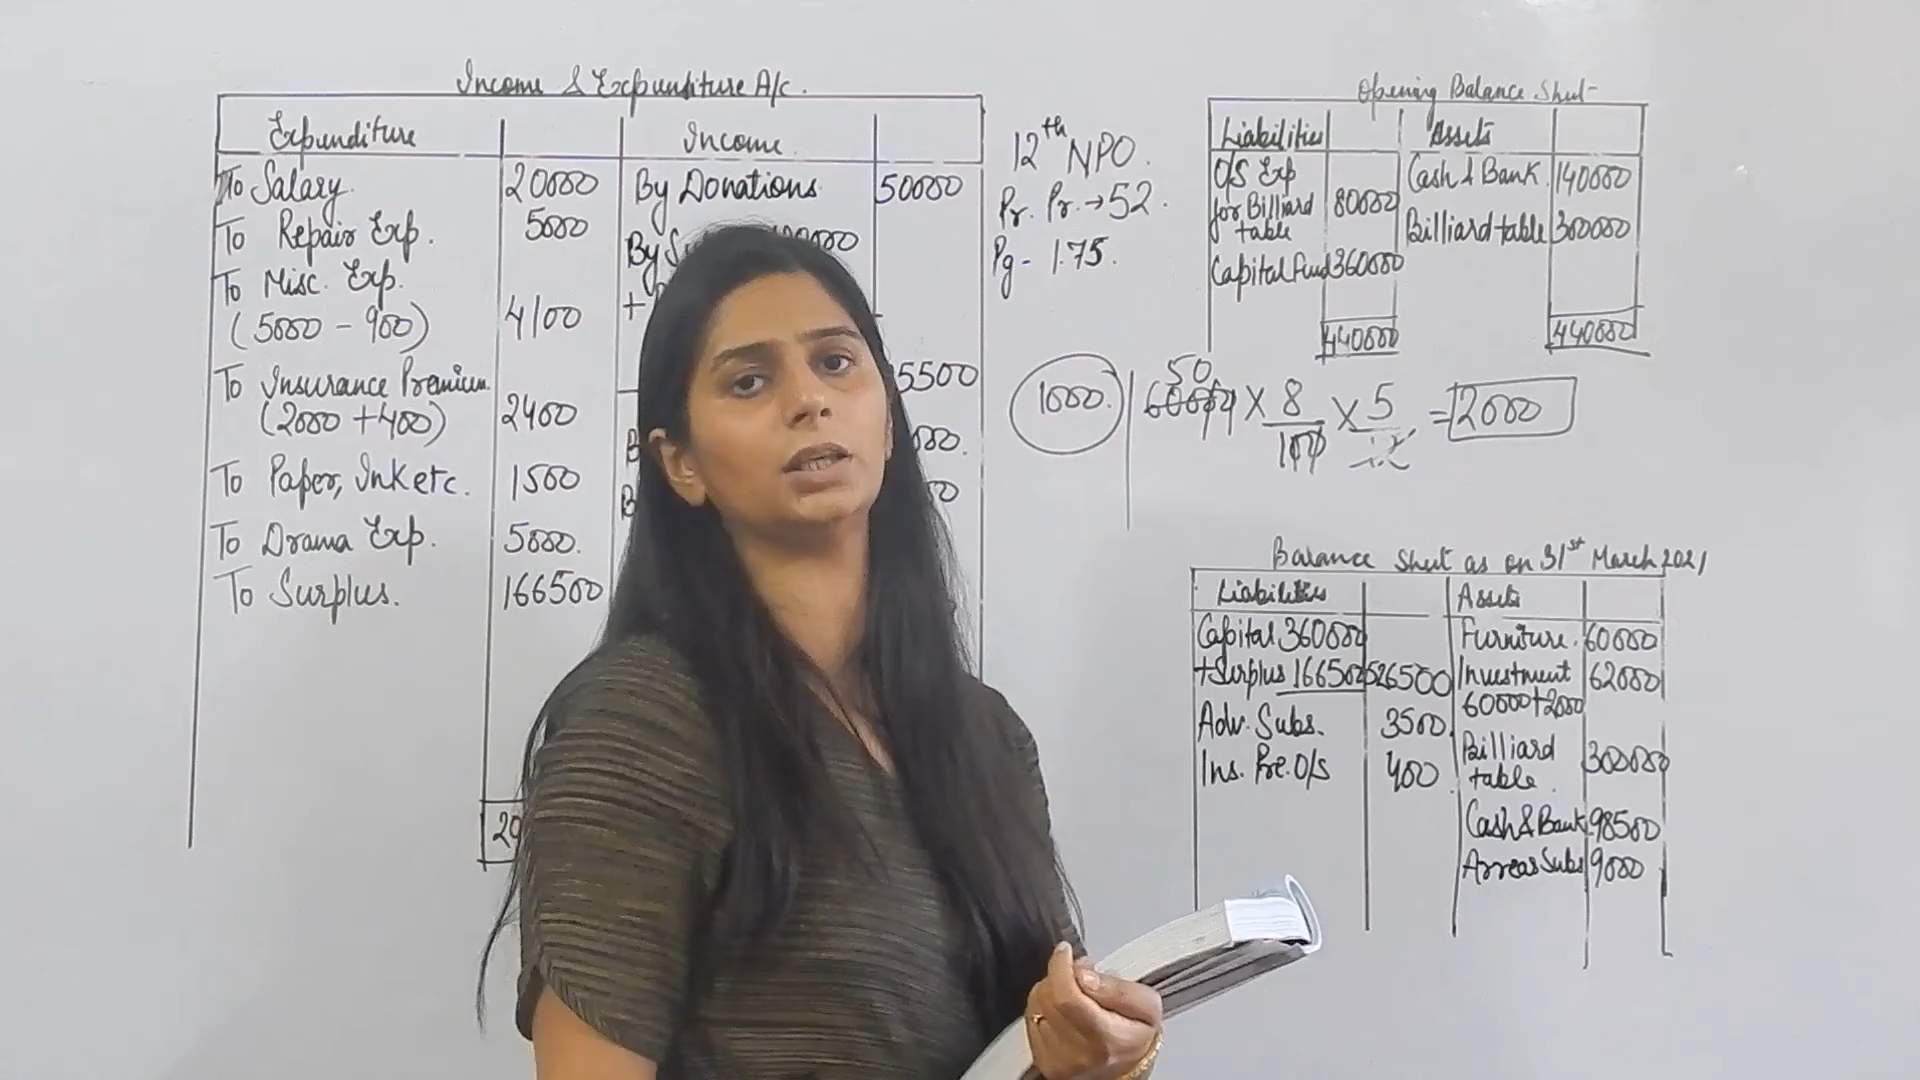 Income & Expenditure A/c.
Expenditure
Income
To Salary.
20000
By Donations.
50000
To Repair Exp.
5000
To Misc. Exp.
(5000 - 900)
4100
+
5500
To Insurance Premium
(2000 + 400)
2400
To Paper, Ink etc.
1500
To Drama Exp.
5000.
To Surplus.
166500
12th NPO.
Pr. Pr. → 52.
Pg - 1.75.
Opening Balance Sheet
Liabilities
Assets
O/S Exp
for Billiard
table
80000
Cash & Bank.
140000
Billiard table
300000
Capital Fund
360000
440000
440000
1000.
50
60000 × 8/100 × 5/12 = 2000
Balance Sheet as on 31st March 2021
Liabilities
Assets
Capital 360000
Furniture.
60000
+Surplus 166500
526500
Investment
60000+2000
62000
Adv. Subs.
3500
Billiard
table
300000
Ins. Pre. O/S
400
Cash & Bank
98500
Arrear Subs
9000